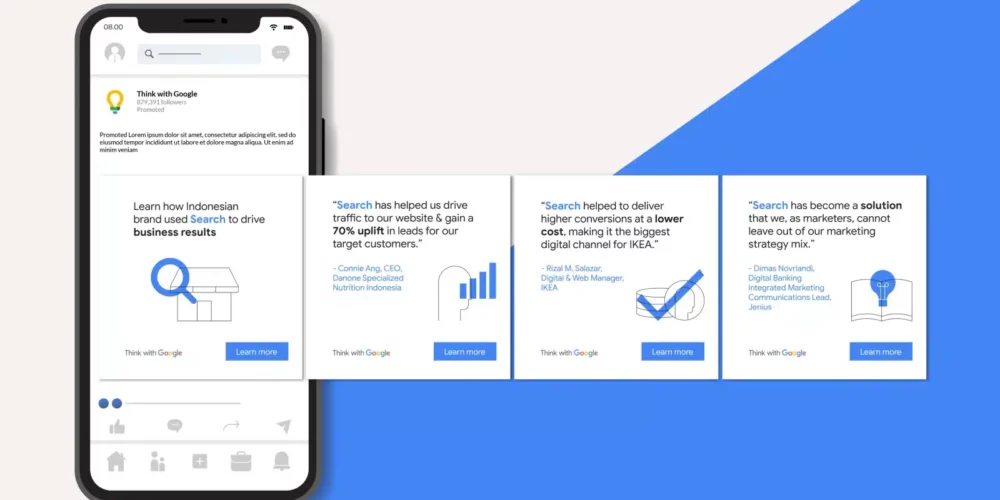 08.00
Think with Google
879,391 followers
Promoted
Promoted Lorem ipsum dolor sit amet, consectetur adipiscing elit, sed do
eiusmod tempor incididunt ut labore et dolore magna aliqua. Ut enim ad
minim veniam
Learn how Indonesian
brand used Search to drive
business results
Think with Google
Learn more
“Search has helped us drive
traffic to our website & gain a
70% uplift in leads for our
target customers.”
- Connie Ang, CEO,
Danone Specialized
Nutrition Indonesia
Think with Google
Learn more
“Search helped to deliver
higher conversions at a lower
cost, making it the biggest
digital channel for IKEA.”
- Rizal M. Salazar,
Digital & Web Manager,
IKEA
Think with Google
Learn more
“Search has become a solution
that we, as marketers, cannot
leave out of our marketing
strategy mix.”
- Dimas Novriandi,
Digital Banking
Integrated Marketing
Communications Lead,
Jenius
Think with Google
Learn more